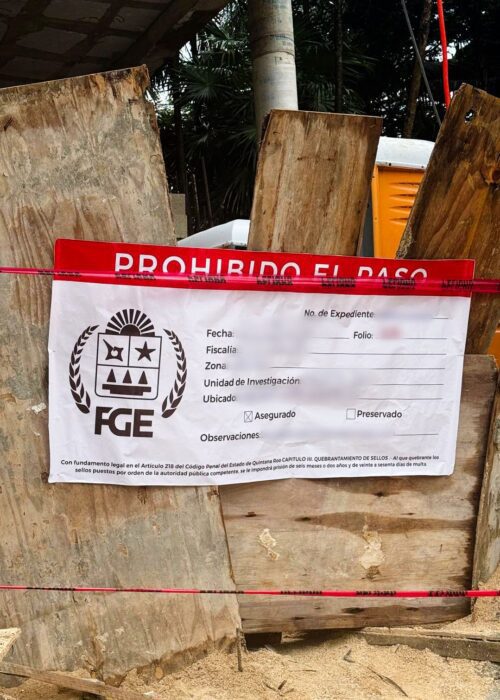 PROHIBIDO EL PASO
No. de Expediente:
Fecha: Folio:
Fiscalía:
Zona:
Unidad de Investigación:
Ubicado:
Asegurado Preservado
Observaciones:
FGE
Con fundamento legal en el Artículo 218 del Código Penal del Estado de Quintana Roo CAPITULO III. QUEBRANTAMIENTO DE SELLOS.- Al que quebrante los
sellos puestos por orden de la autoridad pública competente, se le impondrá prisión de seis meses o dos años y de veinte a sesenta días de multa